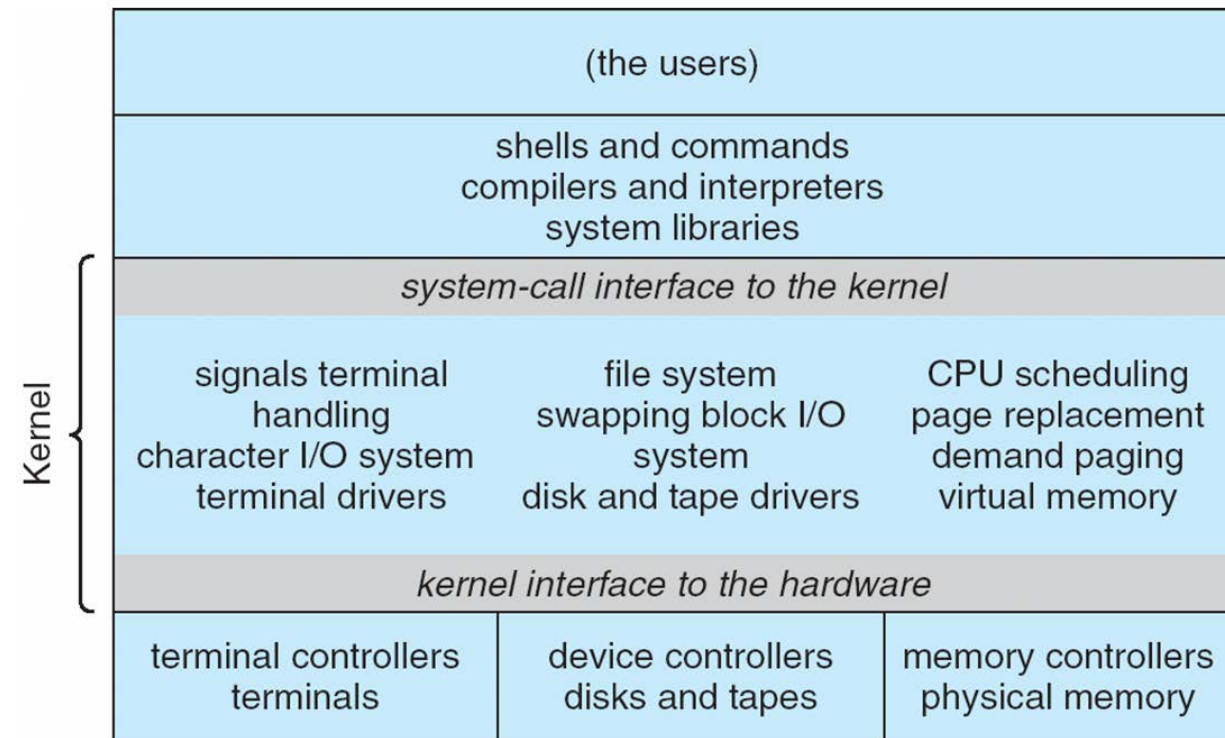 (the users)
shells and commands
compilers and interpreters
system libraries
Kernel
system-call interface to the kernel
signals terminal
handling
character I/O system
terminal drivers
file system
swapping block I/O
system
disk and tape drivers
CPU scheduling
page replacement
demand paging
virtual memory
kernel interface to the hardware
terminal controllers
terminals
device controllers
disks and tapes
memory controllers
physical memory